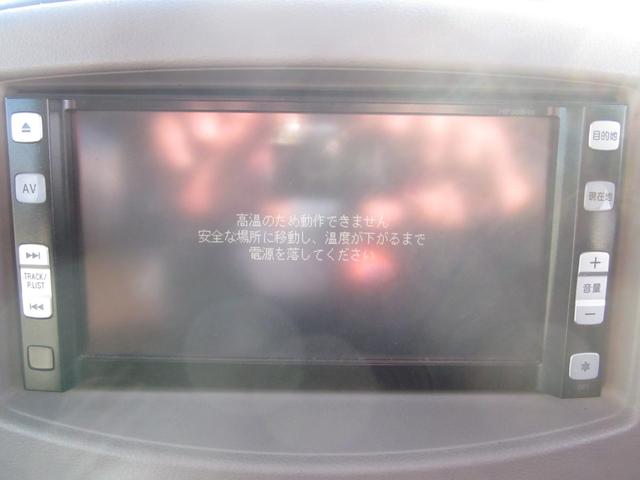 AV
TRACK/
P.LIST
高温のため動作できません
安全な場所に移動し、温度が下がるまで
電源を落してください
目的地
現在地
+
音量
-